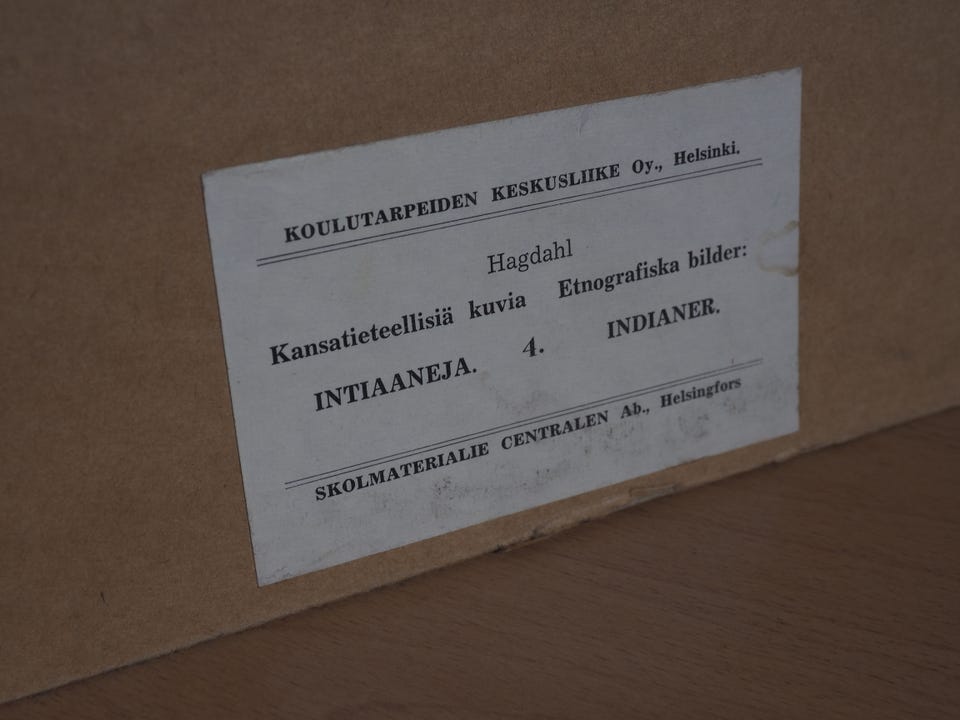 KOULUTARPEIDEN KESKUSLIIKE Oy., Helsinki.
Hagdahl
Kansatieteellisiä kuvia Etnografiska bilder:
INTIAANEJA. 4. INDIANER.
SKOLMATERIALIE CENTRALEN Ab., Helsingfors